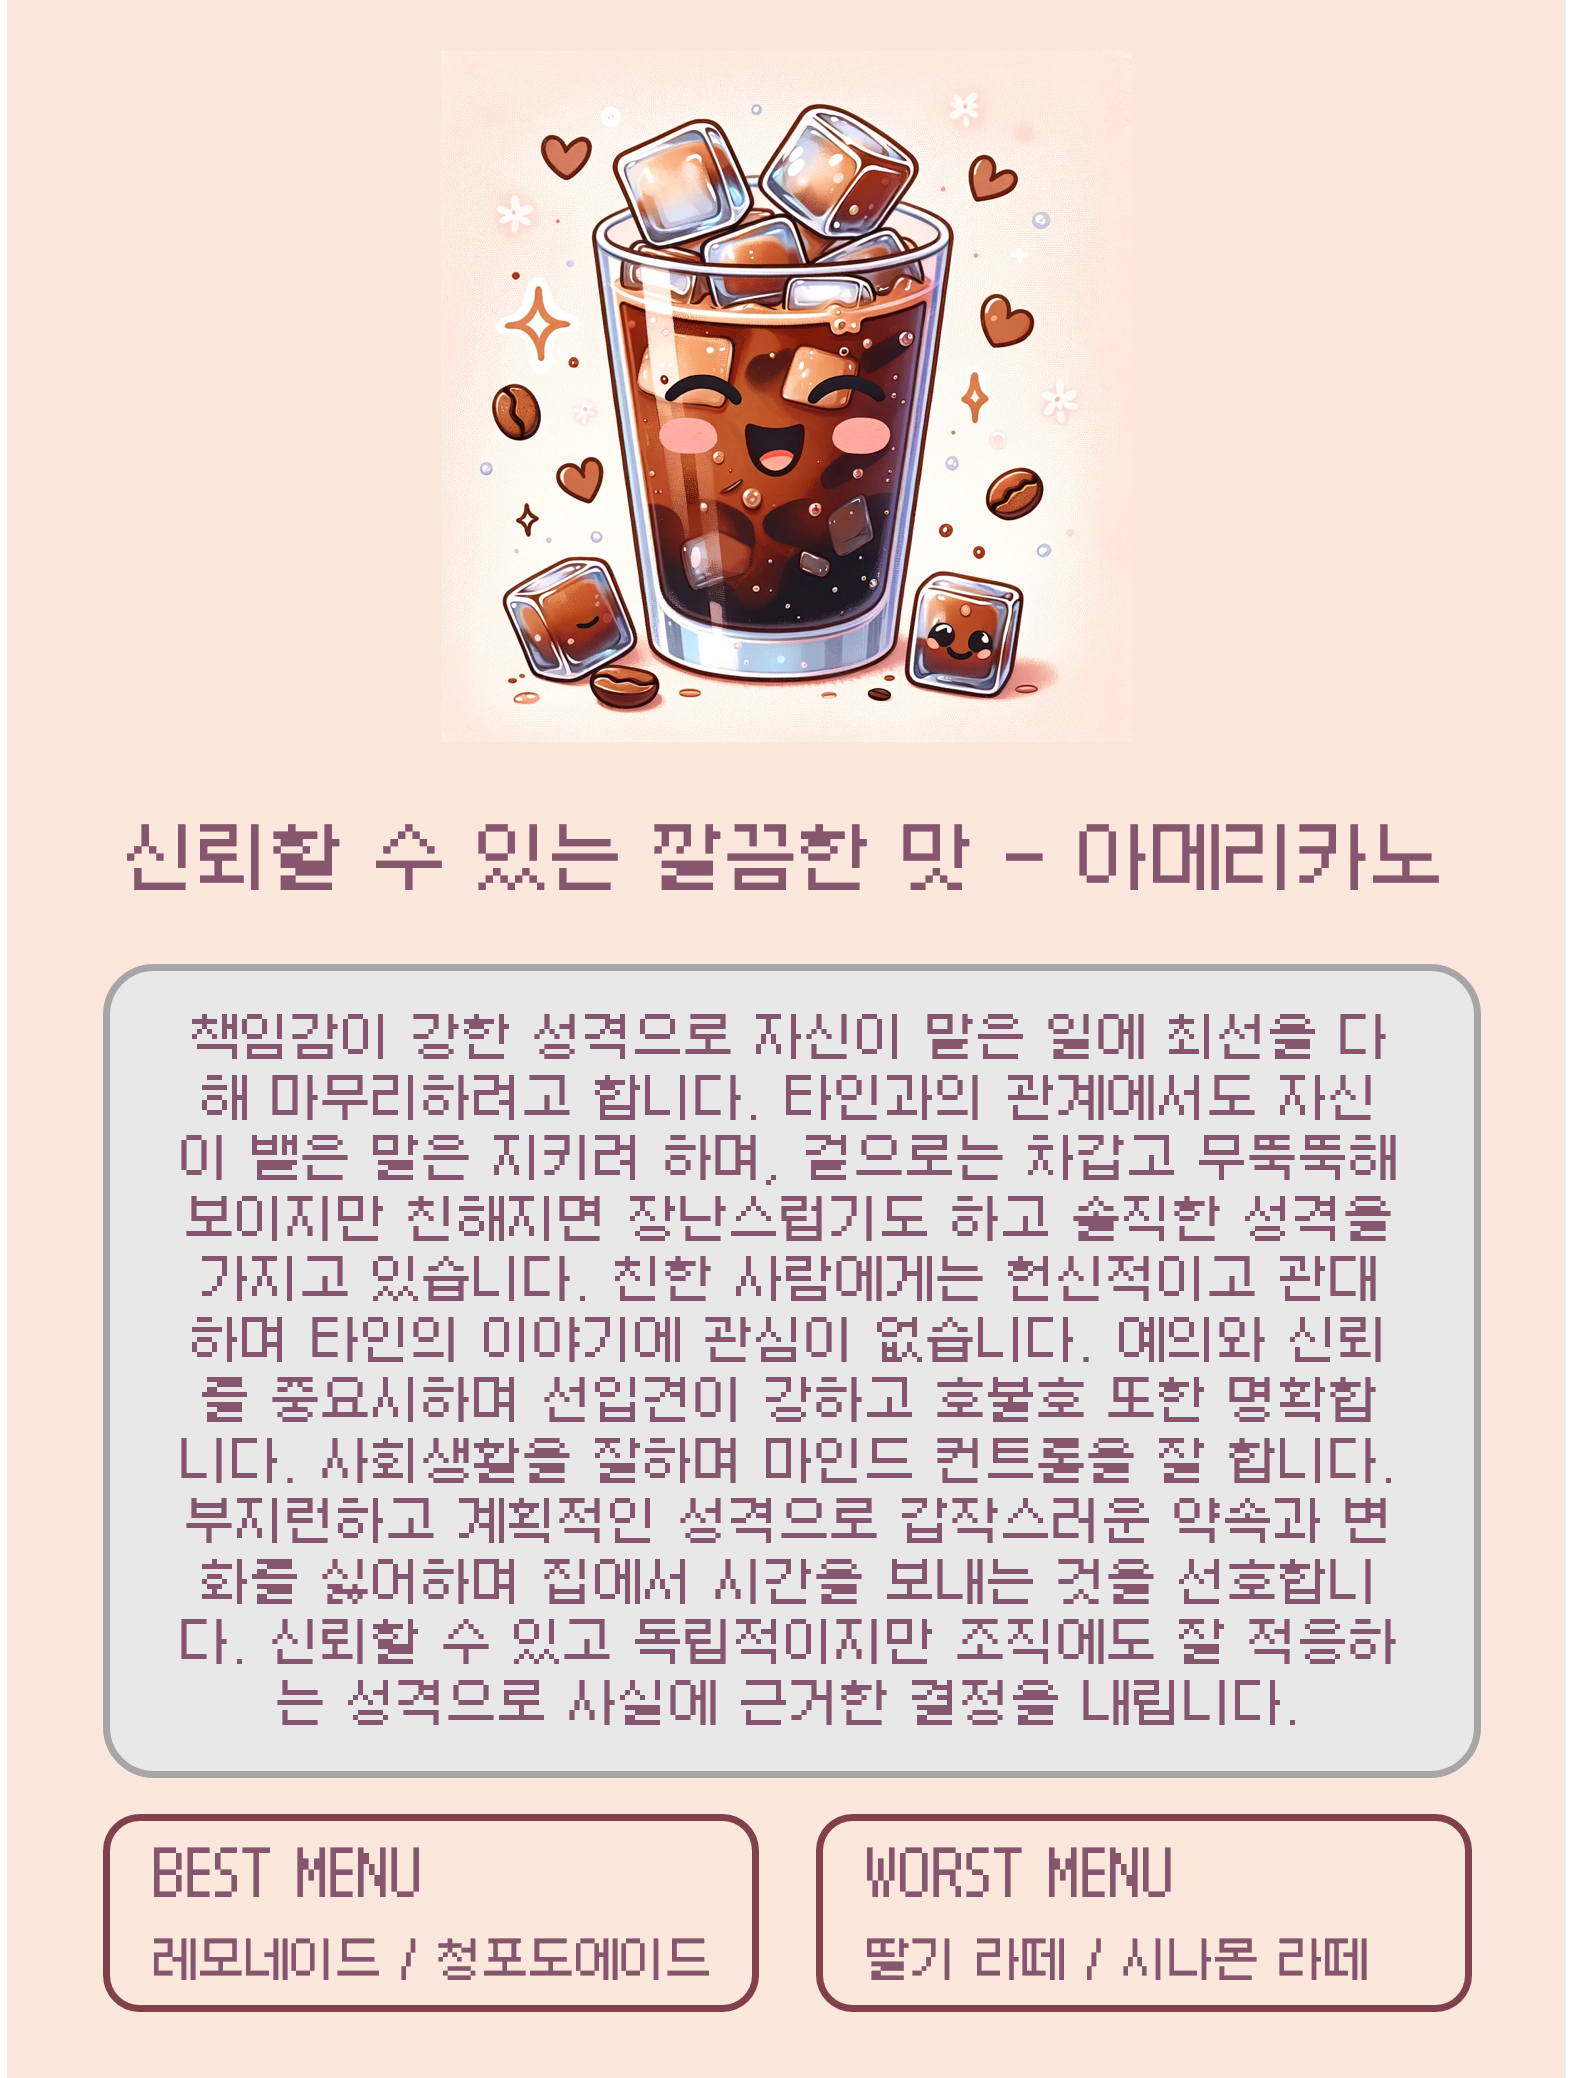 신뢰할 수 있는 깔끔한 맛 - 아메리카노
책임감이 강한 성격으로 자신이 맡은 일에 최선을 다
해 마무리하려고 합니다. 타인과의 관계에서도 자신
이 뱉은 말은 지키려 하며, 겉으로는 차갑고 무뚝뚝해
보이지만 친해지면 장난스럽기도 하고 솔직한 성격을
가지고 있습니다. 친한 사람에게는 헌신적이고 관대
하며 타인의 이야기에 관심이 없습니다. 예의와 신뢰
를 중요시하며 선입견이 강하고 호불호 또한 명확합
니다. 사회생활을 잘하며 마인드 컨트롤을 잘 합니다.
부지런하고 계획적인 성격으로 갑작스러운 약속과 변
화를 싫어하며 집에서 시간을 보내는 것을 선호합니
다. 신뢰할 수 있고 독립적이지만 조직에도 잘 적응하
는 성격으로 사실에 근거한 결정을 내립니다.
BEST MENU
레모네이드 / 청포도에이드
WORST MENU
딸기 라떼 / 시나몬 라떼